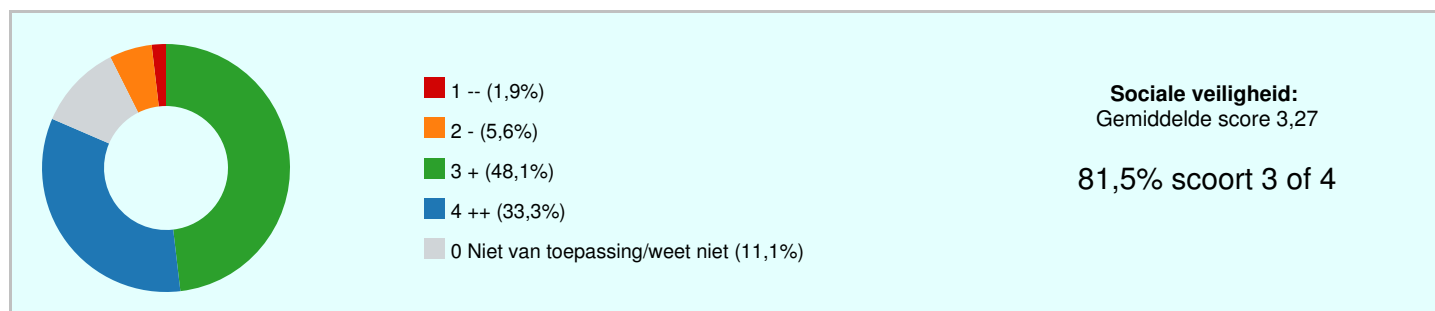 1 -- (1,9%)
2 - (5,6%)
3 + (48,1%)
4 ++ (33,3%)
0 Niet van toepassing/weet niet (11,1%)
Sociale veiligheid:
Gemiddelde score 3,27
81,5% scoort 3 of 4